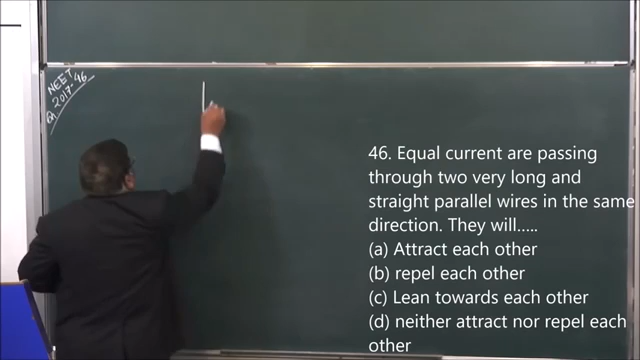 NEET
2017-46
Q
46. Equal current are passing
through two very long and
straight parallel wires in the same
direction. They will.....
(a) Attract each other
(b) repel each other
(c) Lean towards each other
(d) neither attract nor repel each
other